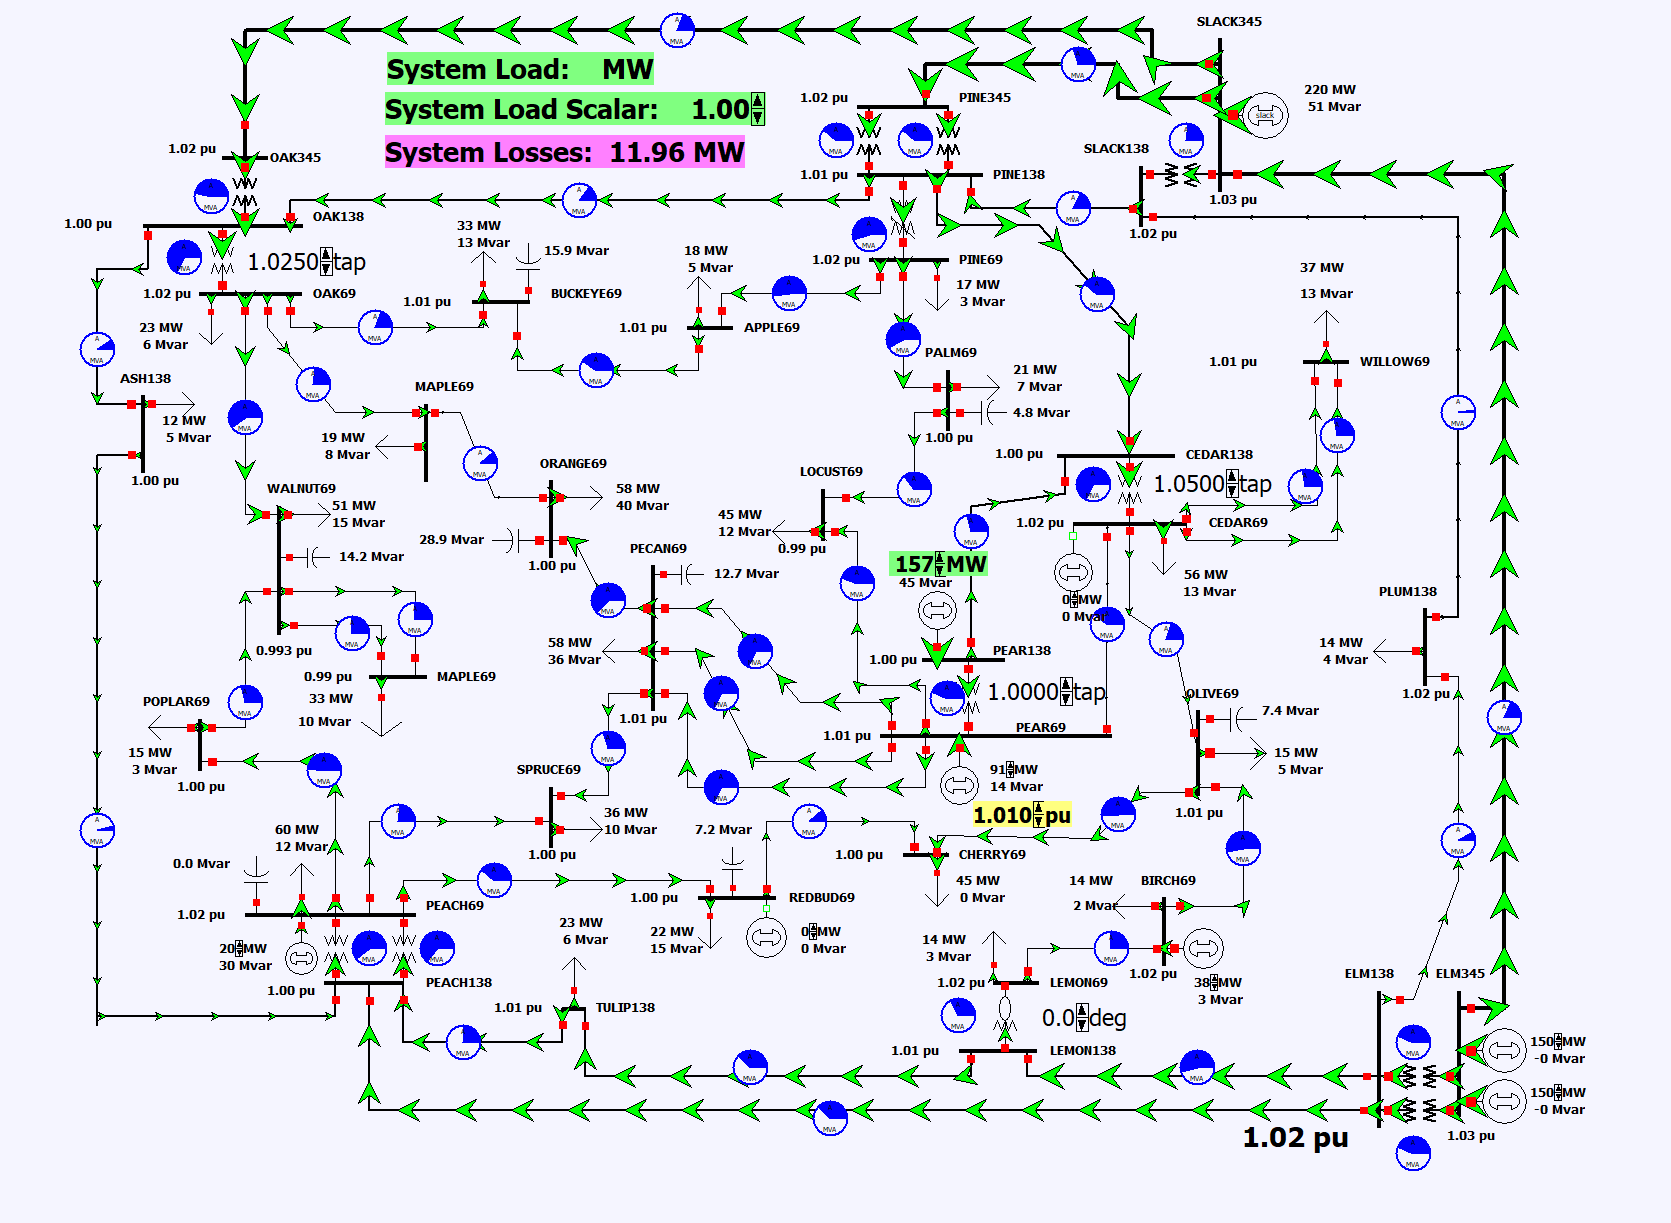 SLACK345
System Load: MW
System Load Scalar: 1.00
System Losses: 11.96 MW
220 MW
51 Mvar
slack
1.02 pu
PINE345
SLACK138
1.02 pu
OAK345
1.01 pu
PINE138
1.03 pu
1.02 pu
1.00 pu
OAK138
33 MW
13 Mvar
15.9 Mvar
18 MW
5 Mvar
1.0250 tap
1.02 pu
PINE69
37 MW
13 Mvar
17 MW
3 Mvar
1.02 pu
OAK69
1.01 pu
BUCKEYE69
23 MW
6 Mvar
1.01 pu
APPLE69
PALM69
1.01 pu
WILLOW69
ASH138
12 MW
5 Mvar
MAPLE69
21 MW
7 Mvar
4.8 Mvar
1.00 pu
19 MW
8 Mvar
1.00 pu
ORANGE69
58 MW
40 Mvar
LOCUST69
1.00 pu
CEDAR138
1.0500 tap
WALNUT69
51 MW
15 Mvar
14.2 Mvar
28.9 Mvar
1.00 pu
45 MW
12 Mvar
0.99 pu
1.02 pu
CEDAR69
PECAN69
12.7 Mvar
157 MW
45 Mvar
56 MW
13 Mvar
0 MW
0 Mvar
PLUM138
14 MW
4 Mvar
1.02 pu
0.993 pu
58 MW
36 Mvar
1.00 pu
PEAR138
0.99 pu
MAPLE69
33 MW
10 Mvar
1.0000 tap
OLIVE69
7.4 Mvar
POPLAR69
15 MW
3 Mvar
1.00 pu
1.01 pu
1.01 pu
PEAR69
15 MW
5 Mvar
SPRUCE69
91 MW
14 Mvar
1.010 pu
1.01 pu
36 MW
10 Mvar
1.00 pu
60 MW
12 Mvar
0.0 Mvar
7.2 Mvar
1.00 pu
CHERRY69
45 MW
0 Mvar
14 MW
2 Mvar
BIRCH69
1.02 pu
PEACH69
1.00 pu
REDBUD69
22 MW
15 Mvar
0 MW
0 Mvar
23 MW
6 Mvar
20 MW
30 Mvar
14 MW
3 Mvar
1.02 pu
38 MW
3 Mvar
1.00 pu
PEACH138
1.02 pu
LEMON69
ELM138
ELM345
1.01 pu
TULIP138
0.0 deg
1.01 pu
LEMON138
150 MW
-0 Mvar
150 MW
-0 Mvar
1.02 pu
1.03 pu